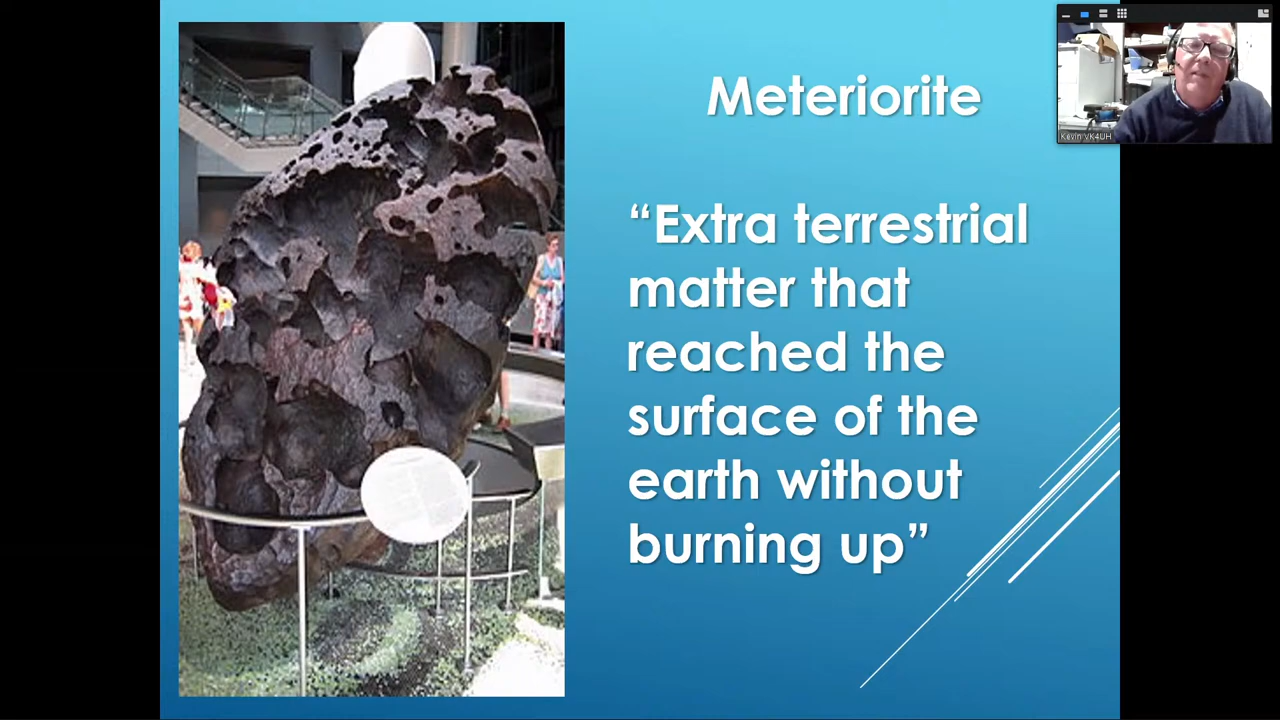 Meteriorite
“Extra terrestrial
matter that
reached the
surface of the
earth without
burning up”
Kevin VK4UH